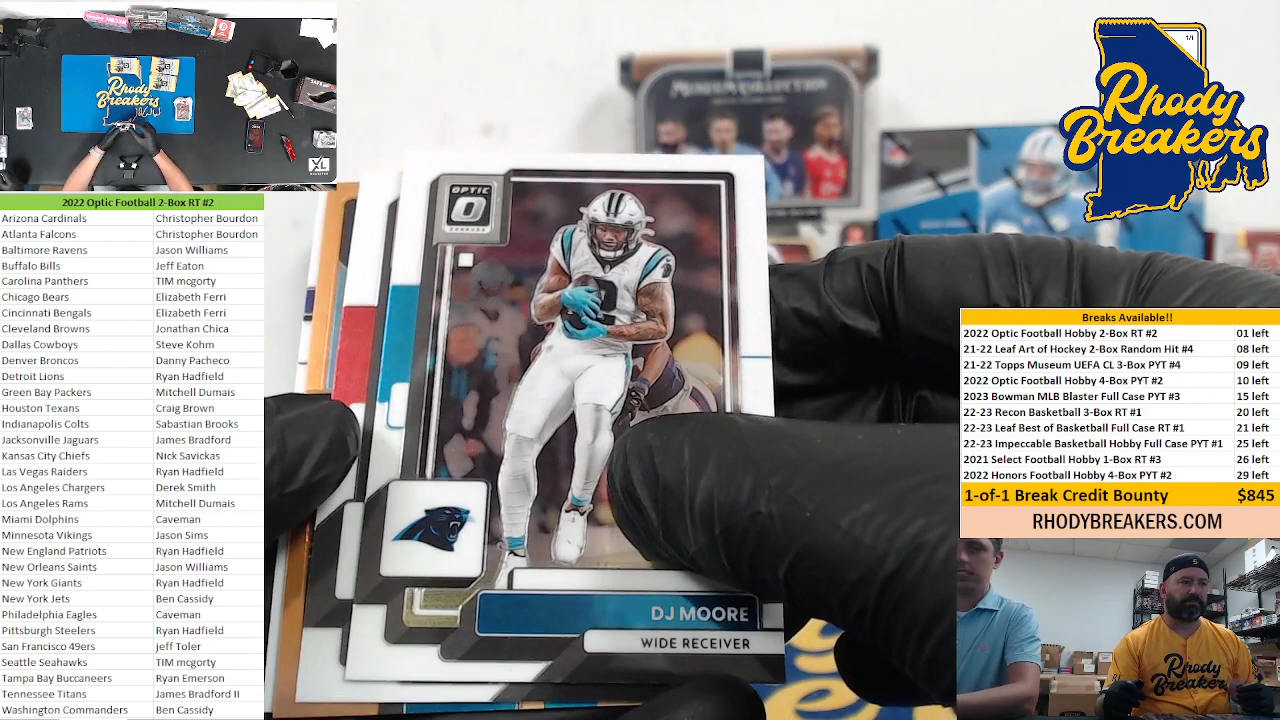 Rhody
Breakers
XL
2022 Optic Football 2-Box RT #2
Arizona Cardinals Christopher Bourdon
Atlanta Falcons Christopher Bourdon
Baltimore Ravens Jason Williams
Buffalo Bills Jeff Eaton
Carolina Panthers TIM mcgorty
Chicago Bears Elizabeth Ferri
Cincinnati Bengals Elizabeth Ferri
Cleveland Browns Jonathan Chica
Dallas Cowboys Steve Kohm
Denver Broncos Danny Pacheco
Detroit Lions Ryan Hadfield
Green Bay Packers Mitchell Dumais
Houston Texans Craig Brown
Indianapolis Colts Sabastian Brooks
Jacksonville Jaguars James Bradford
Kansas City Chiefs Nick Savickas
Las Vegas Raiders Ryan Hadfield
Los Angeles Chargers Derek Smith
Los Angeles Rams Mitchell Dumais
Miami Dolphins Caveman
Minnesota Vikings Jason Sims
New England Patriots Ryan Hadfield
New Orleans Saints Jason Williams
New York Giants Ryan Hadfield
New York Jets Ben Cassidy
Philadelphia Eagles Caveman
Pittsburgh Steelers Ryan Hadfield
San Francisco 49ers jeff Toler
Seattle Seahawks TIM mcgorty
Tampa Bay Buccaneers Ryan Emerson
Tennessee Titans James Bradford II
Washington Commanders Ben Cassidy
OPTIC
DONRUSS
2
DJ MOORE
WIDE RECEIVER
MUSEUM COLLECTION
1/1
Rhody
Breakers
Breaks Available!!
2022 Optic Football Hobby 2-Box RT #2 01 left
21-22 Leaf Art of Hockey 2-Box Random Hit #4 08 left
21-22 Topps Museum UEFA CL 3-Box PYT #4 09 left
2022 Optic Football Hobby 4-Box PYT #2 10 left
2023 Bowman MLB Blaster Full Case PYT #3 15 left
22-23 Recon Basketball 3-Box RT #1 20 left
22-23 Leaf Best of Basketball Full Case RT #1 21 left
22-23 Impeccable Basketball Hobby Full Case PYT #1 25 left
2021 Select Football Hobby 1-Box RT #3 26 left
2022 Honors Football Hobby 4-Box PYT #2 29 left
1-of-1 Break Credit Bounty $845
RHODYBREAKERS.COM
Rhody
Breakers